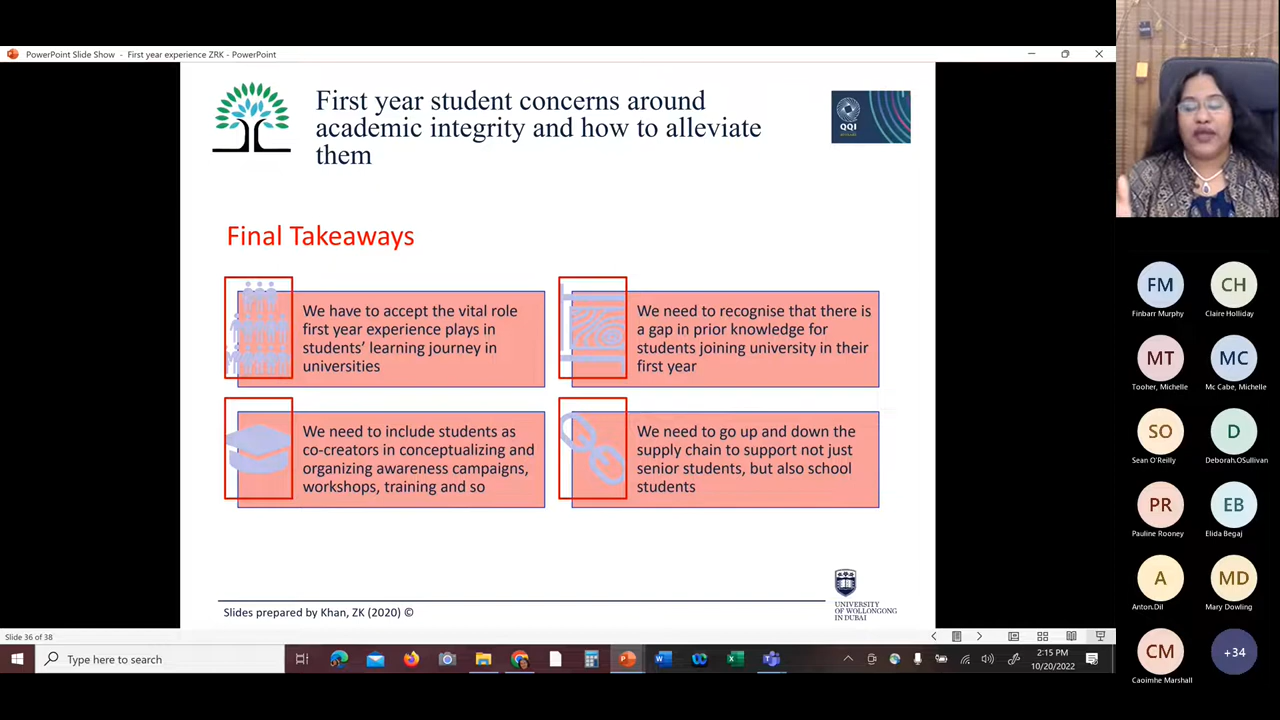 PowerPoint Slide Show - First year experience ZRK - PowerPoint
First year student concerns around
academic integrity and how to alleviate
them
QQI
Final Takeaways
We have to accept the vital role
first year experience plays in
students' learning journey in
universities
We need to recognise that there is
a gap in prior knowledge for
students joining university in their
first year
We need to include students as
co-creators in conceptualizing and
organizing awareness campaigns,
workshops, training and so
We need to go up and down the
supply chain to support not just
senior students, but also school
students
Slides prepared by Khan, ZK (2020) ©
UNIVERSITY
OF WOLLONGONG
IN DUBAI
Slide 36 of 38
Type here to search
2:15 PM
10/20/2022
FM
Finbarr Murphy
CH
Claire Holliday
MT
Tooher, Michelle
MC
Mc Cabe, Michelle
SO
Sean O'Reilly
D
Deborah.OSullivan
PR
Pauline Rooney
EB
Elida Begaj
A
Anton.Dil
MD
Mary Dowling
CM
Caoimhe Marshall
+34